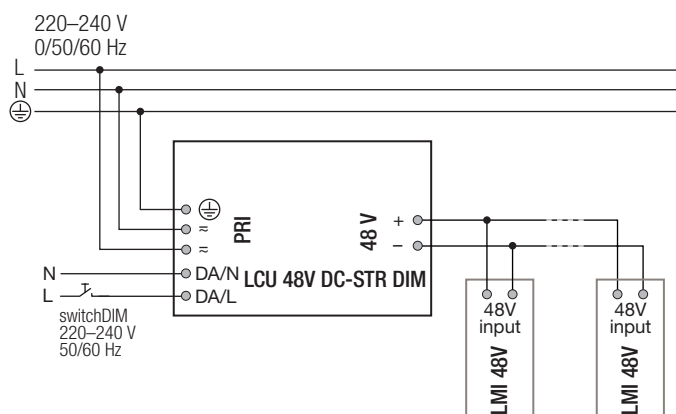 220–240 V
0/50/60 Hz
L
N
PRI
≂
≂
48 V
+
–
N
DA/N
LCU 48V DC-STR DIM
L
DA/L
switchDIM
220–240 V
50/60 Hz
48V
input
LMI 48V
48V
input
LMI 48V